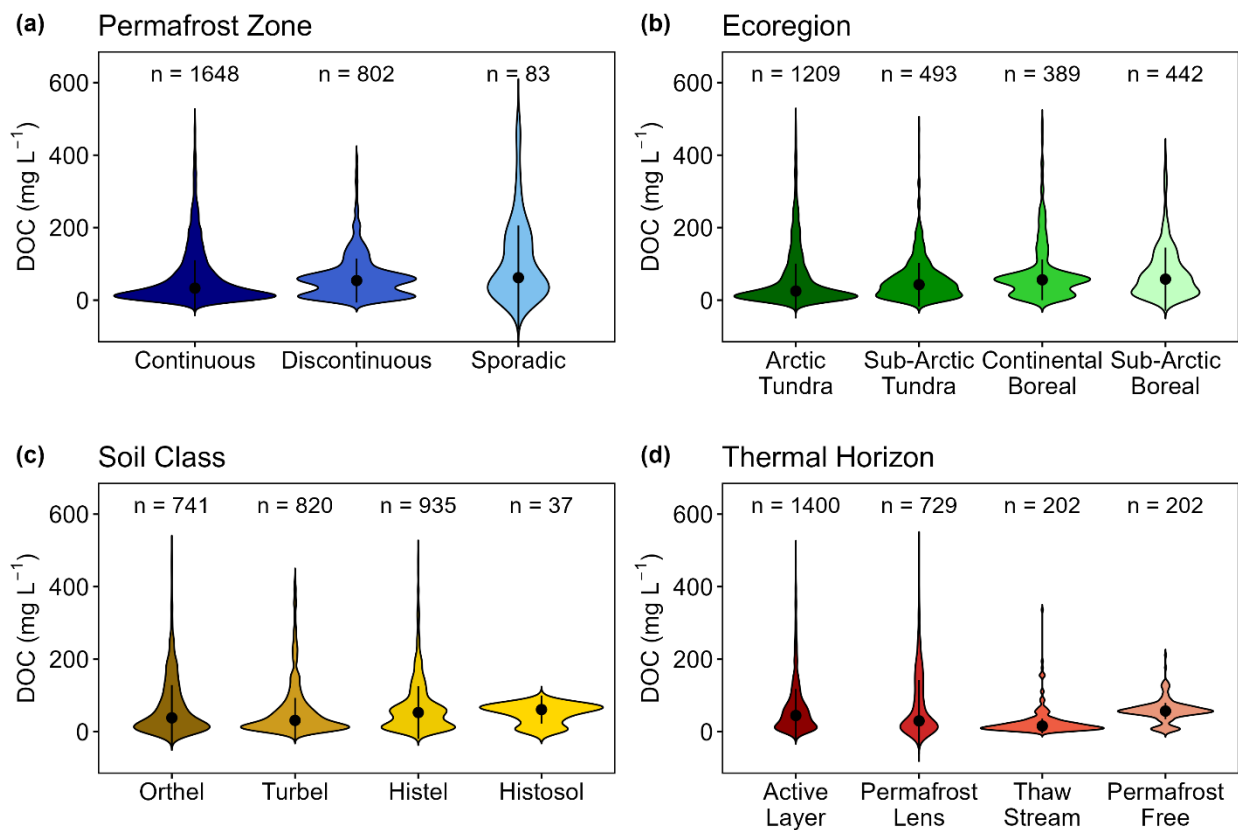 (a) Permafrost Zone
n = 1648 n = 802 n = 83
600
400
200
0
DOC (mg L⁻¹)
Continuous Discontinuous Sporadic
(b) Ecoregion
n = 1209 n = 493 n = 389 n = 442
600
400
200
0
DOC (mg L⁻¹)
Arctic Sub-Arctic Continental Sub-Arctic
Tundra Tundra Boreal Boreal
(c) Soil Class
n = 741 n = 820 n = 935 n = 37
600
400
200
0
DOC (mg L⁻¹)
Orthel Turbel Histel Histosol
(d) Thermal Horizon
n = 1400 n = 729 n = 202 n = 202
600
400
200
0
DOC (mg L⁻¹)
Active Permafrost Thaw Permafrost
Layer Lens Stream Free